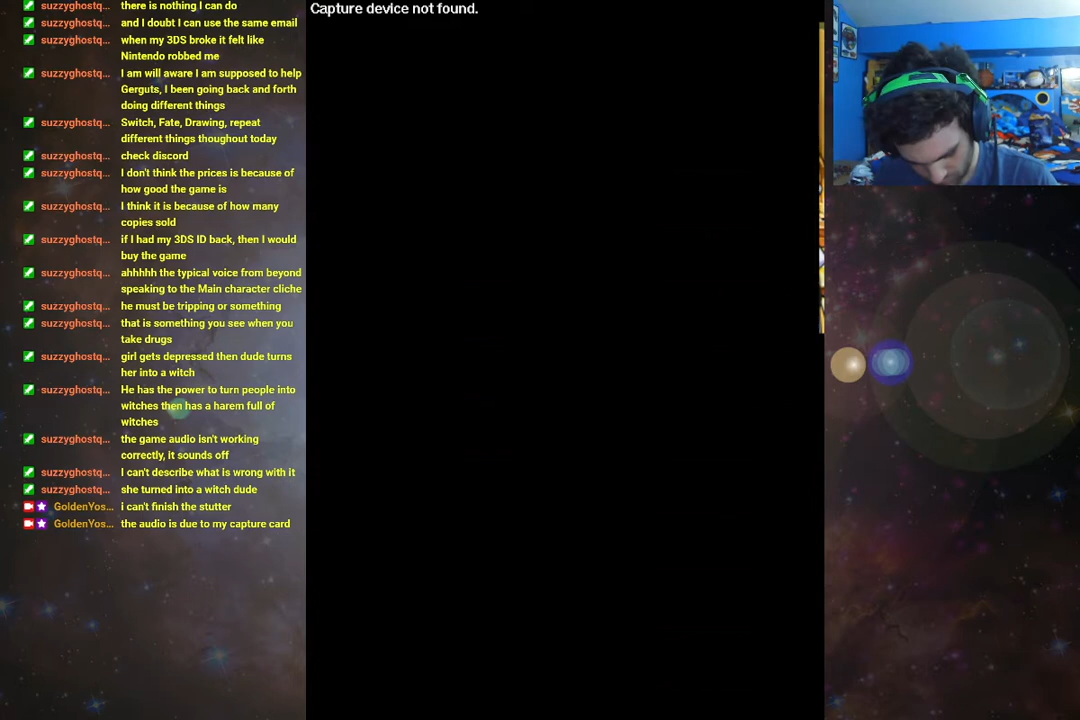 Capture device not found.
suzzyghostq... there is nothing I can do
suzzyghostq... and I doubt I can use the same email
suzzyghostq... when my 3DS broke it felt like
Nintendo robbed me
suzzyghostq... I am will aware I am supposed to help
Gerguts, I been going back and forth
doing different things
suzzyghostq... Switch, Fate, Drawing, repeat
different things thoughout today
suzzyghostq... check discord
suzzyghostq... I don't think the prices is because of
how good the game is
suzzyghostq... I think it is because of how many
copies sold
suzzyghostq... if I had my 3DS ID back, then I would
buy the game
suzzyghostq... ahhhhh the typical voice from beyond
speaking to the Main character cliche
suzzyghostq... he must be tripping or something
suzzyghostq... that is something you see when you
take drugs
suzzyghostq... girl gets depressed then dude turns
her into a witch
suzzyghostq... He has the power to turn people into
witches then has a harem full of
witches
suzzyghostq... the game audio isn't working
correctly, it sounds off
suzzyghostq... I can't describe what is wrong with it
suzzyghostq... she turned into a witch dude
GoldenYos... i can't finish the stutter
GoldenYos... the audio is due to my capture card